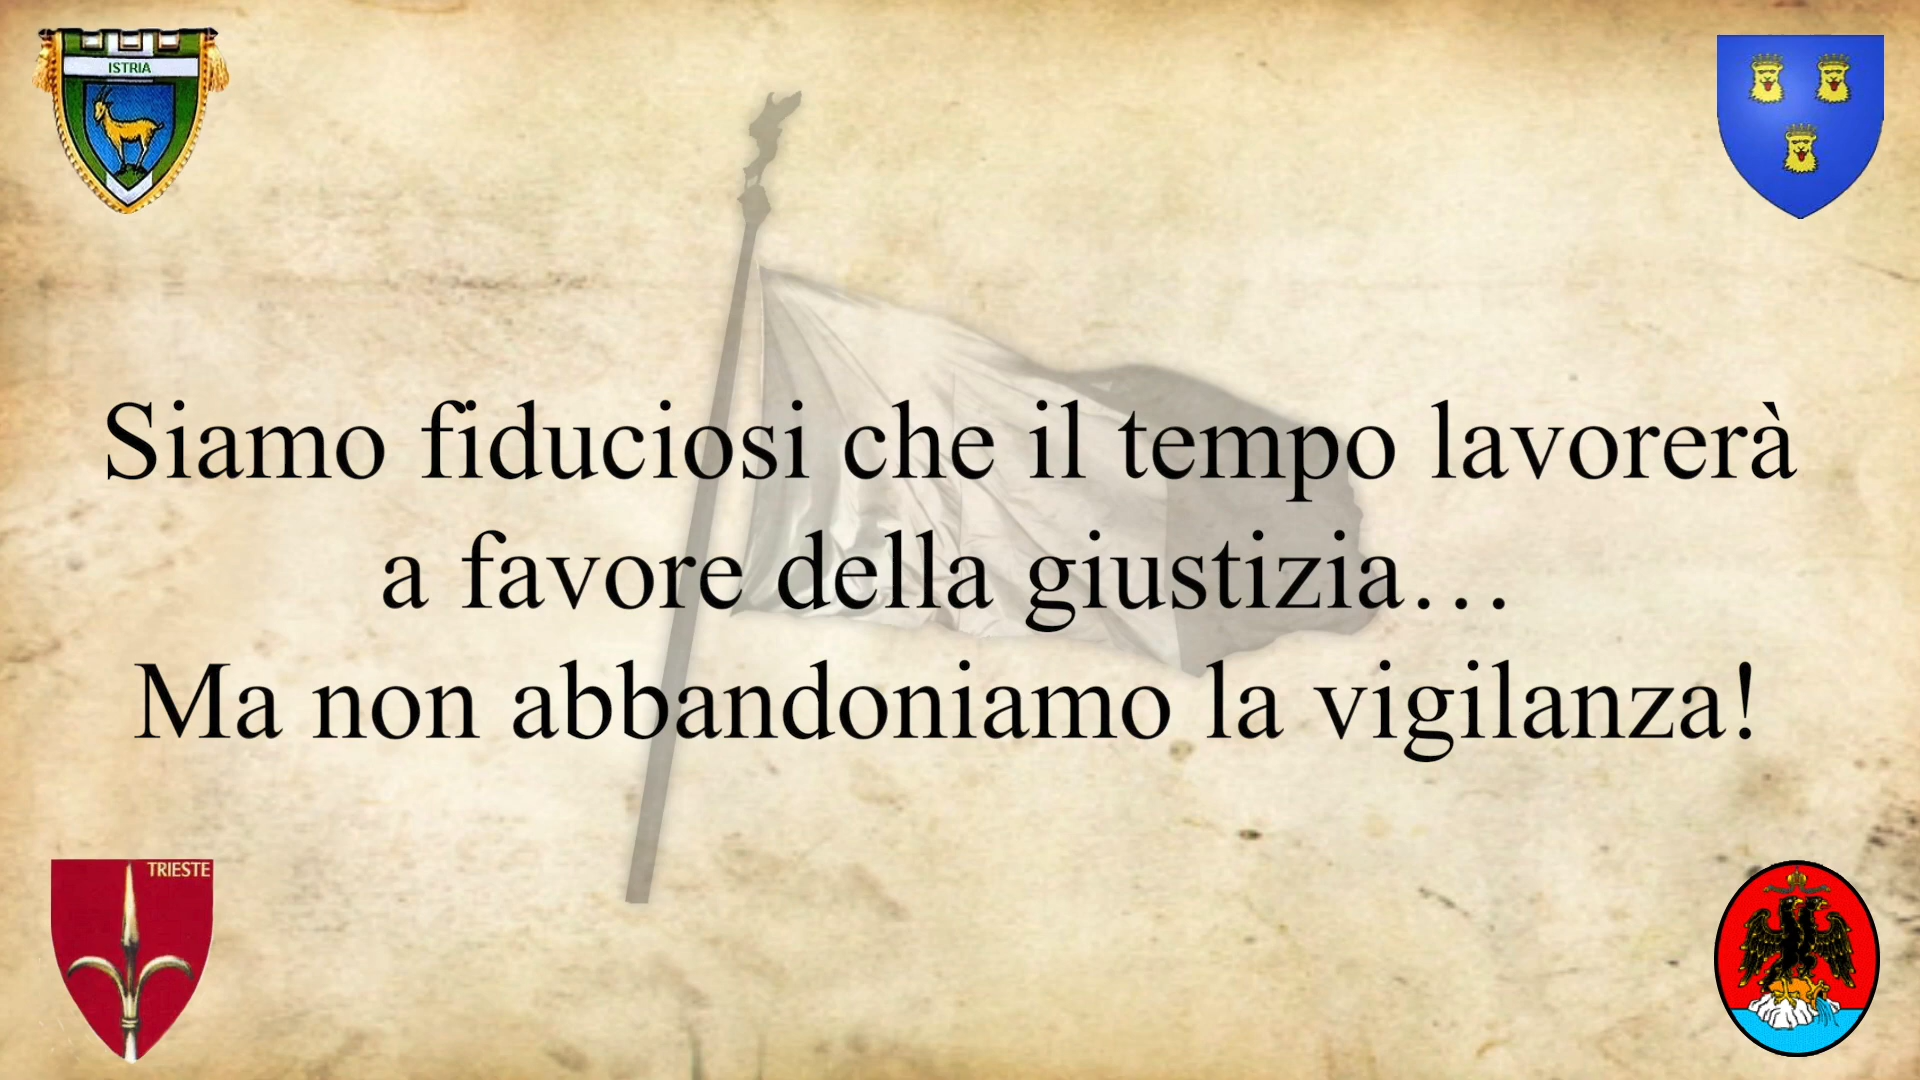 ISTRIA
Siamo fiduciosi che il tempo lavorerà
a favore della giustizia…
Ma non abbandoniamo la vigilanza!
TRIESTE